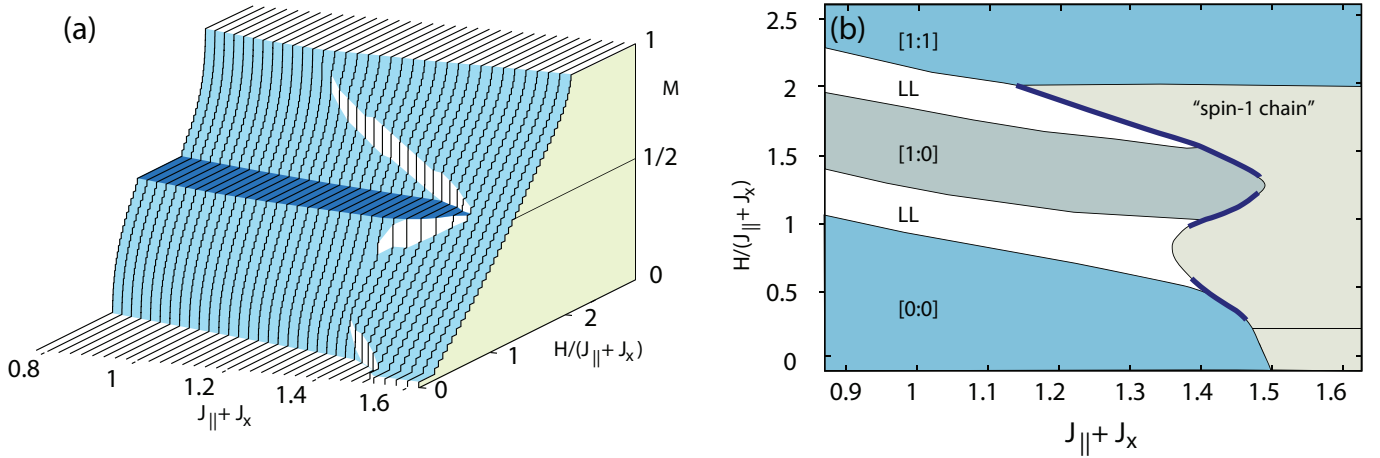 (a)
1
M
1/2
0
2
1
0
H/(J||+ Jx)
0.8
1
1.2
1.4
1.6
J||+ Jx
(b)
2.5
2
1.5
1
0.5
0
H/(J||+ Jx)
[1:1]
LL
"spin-1 chain"
[1:0]
LL
[0:0]
0.9
1
1.1
1.2
1.3
1.4
1.5
1.6
J||+ Jx